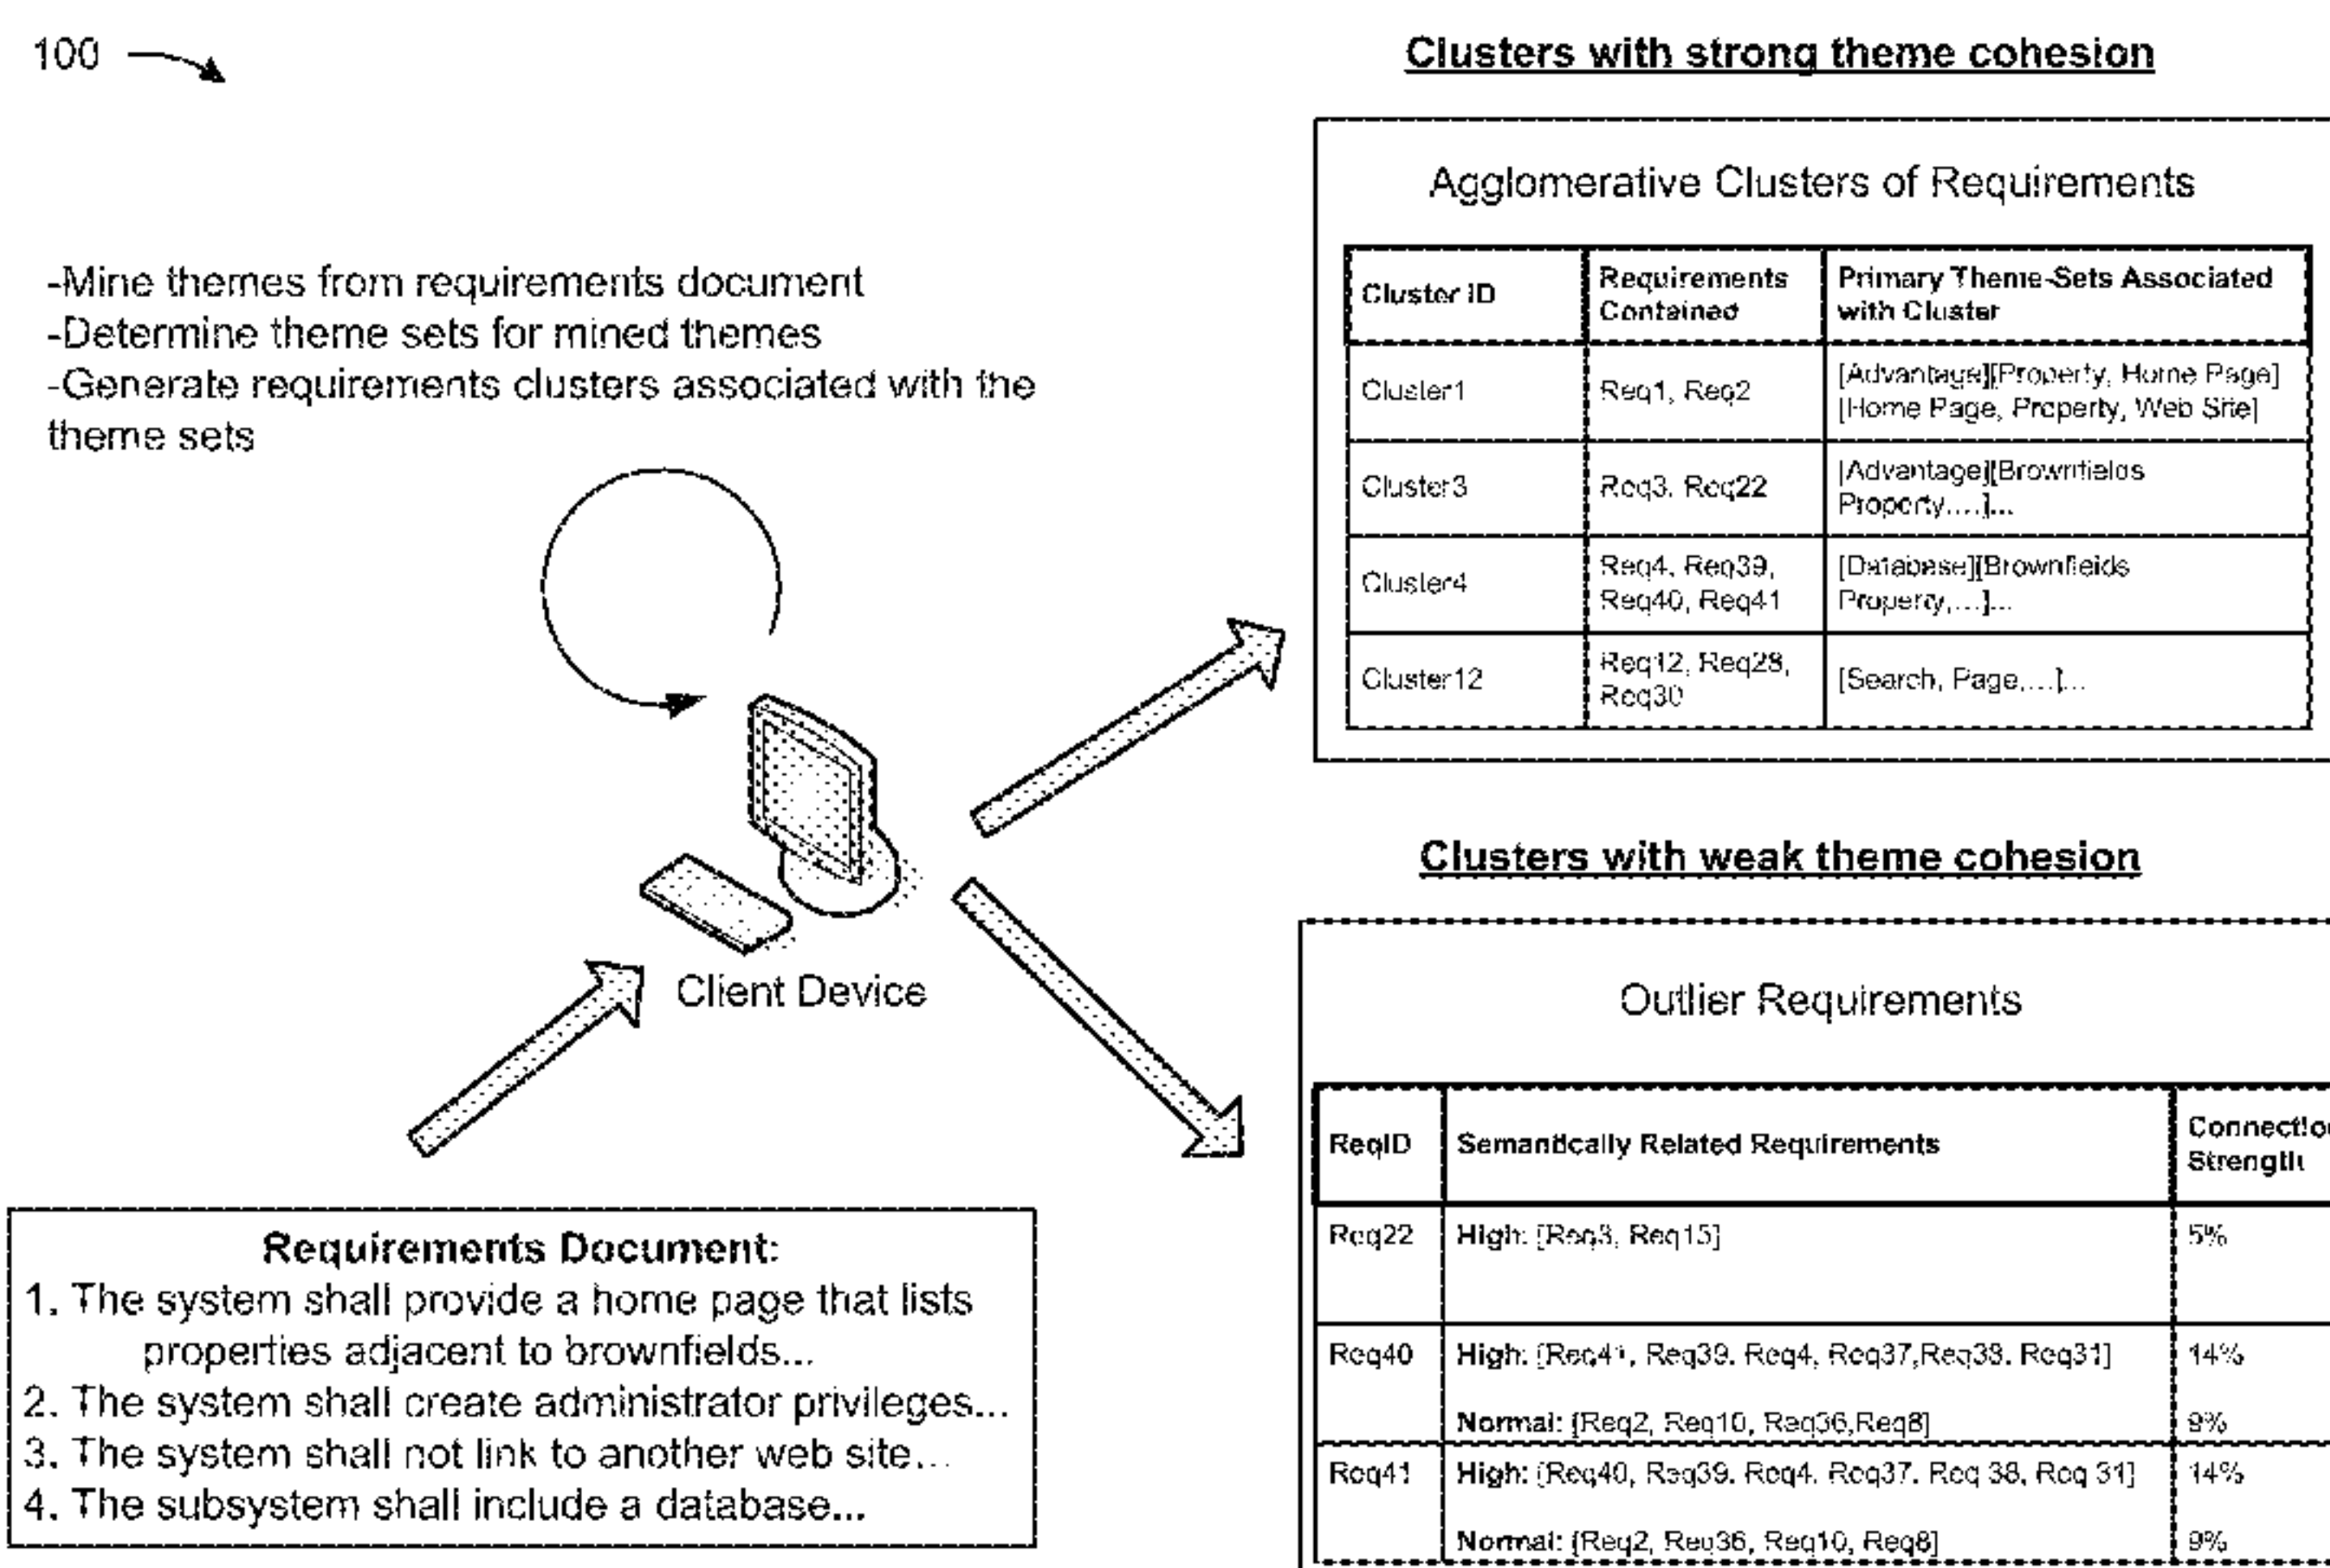 100
Clusters with strong theme cohesion
Agglomerative Clusters of Requirements
Cluster ID
Requirements
Contained
Primary Theme-Sets Associated
with Cluster
Cluster1
Req1, Req2
[Advantage][Property, Home Page]
[Home Page, Property, Web Site]
Cluster3
Req3, Req22
[Advantage][Brownfields
Property,...]...
Cluster4
Req4, Req39,
Req40, Req41
[Database][Brownfields
Property,...]...
Cluster12
Req12, Req28,
Req30
[Search, Page,...]...
-Mine themes from requirements document
-Determine theme sets for mined themes
-Generate requirements clusters associated with the
theme sets
Client Device
Requirements Document:
1. The system shall provide a home page that lists
properties adjacent to brownfields...
2. The system shall create administrator privileges...
3. The system shall not link to another web site...
4. The subsystem shall include a database...
Clusters with weak theme cohesion
Outlier Requirements
ReqID
Semantically Related Requirements
Connectio
Strength
Req22
High: [Req3, Req15]
5%
Req40
High: [Req41, Req39, Req4, Req37,Req38, Req31]
14%
Normal: [Req2, Req10, Req36,Req8]
9%
Req41
High: [Req40, Req39, Req4, Req37, Req 38, Req 31]
14%
Normal: [Req2, Req36, Req10, Req8]
9%